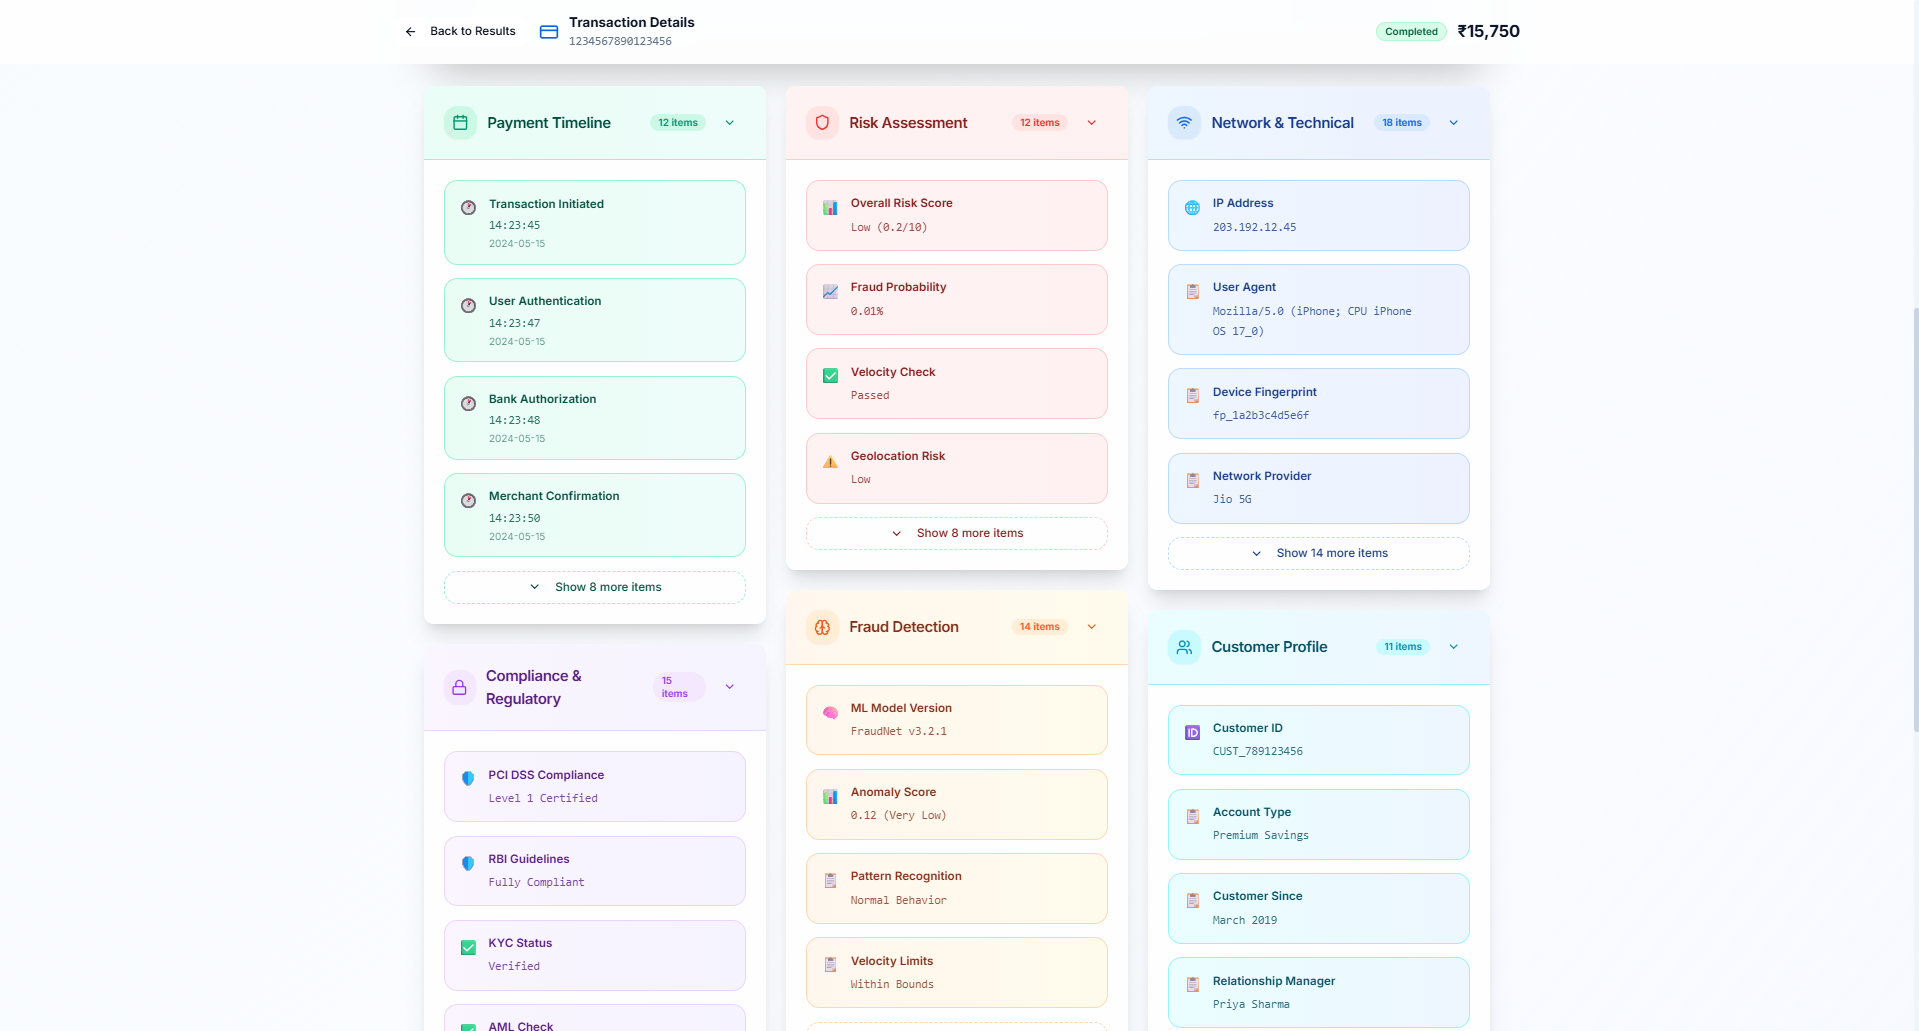 Back to Results
Transaction Details
1234567890123456
Completed
₹15,750
Payment Timeline
12 items
Transaction Initiated
14:23:45
2024-05-15
User Authentication
14:23:47
2024-05-15
Bank Authorization
14:23:48
2024-05-15
Merchant Confirmation
14:23:50
2024-05-15
Show 8 more items
Compliance &
Regulatory
15
items
PCI DSS Compliance
Level 1 Certified
RBI Guidelines
Fully Compliant
KYC Status
Verified
AML Check
Risk Assessment
12 items
Overall Risk Score
Low (0.2/10)
Fraud Probability
0.01%
Velocity Check
Passed
Geolocation Risk
Low
Show 8 more items
Fraud Detection
14 items
ML Model Version
FraudNet v3.2.1
Anomaly Score
0.12 (Very Low)
Pattern Recognition
Normal Behavior
Velocity Limits
Within Bounds
Network & Technical
18 items
IP Address
203.192.12.45
User Agent
Mozilla/5.0 (iPhone; CPU iPhone
OS 17_0)
Device Fingerprint
fp_1a2b3c4d5e6f
Network Provider
Jio 5G
Show 14 more items
Customer Profile
11 items
ID
Customer ID
CUST_789123456
Account Type
Premium Savings
Customer Since
March 2019
Relationship Manager
Priya Sharma